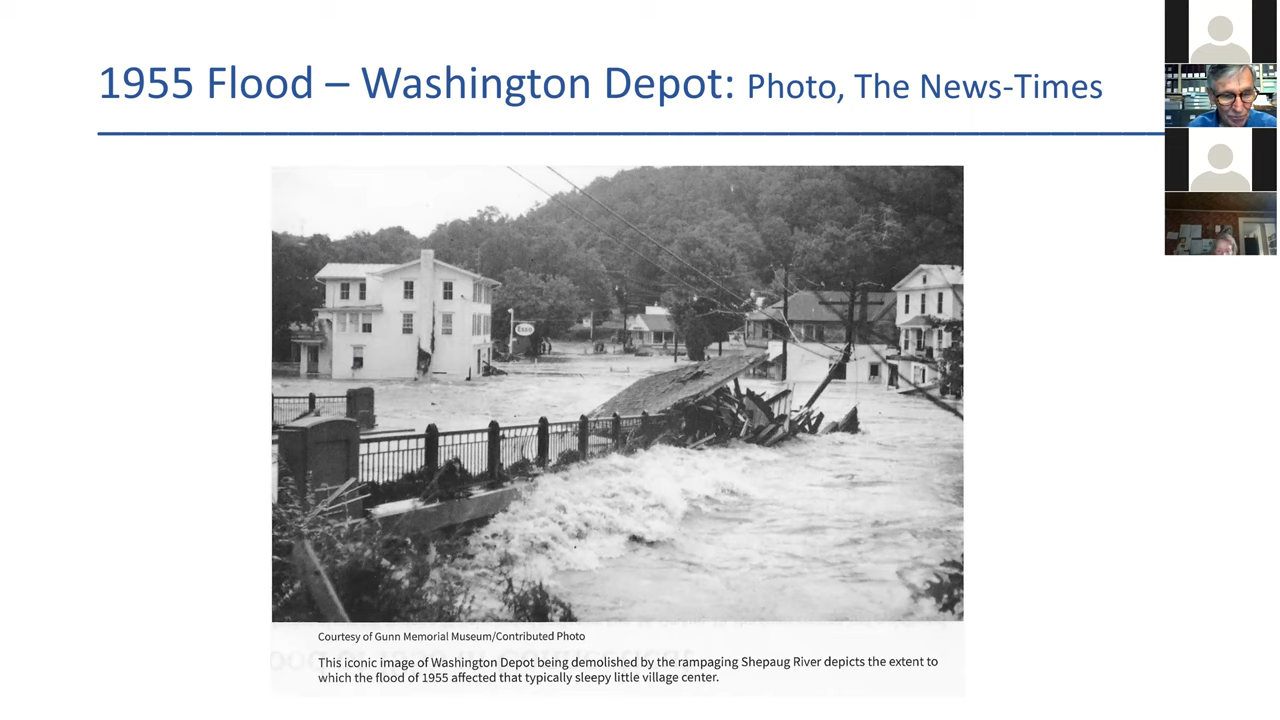 1955 Flood – Washington Depot: Photo, The News-Times
Esso
Courtesy of Gunn Memorial Museum/Contributed Photo
This iconic image of Washington Depot being demolished by the rampaging Shepaug River depicts the extent to
which the flood of 1955 affected that typically sleepy little village center.